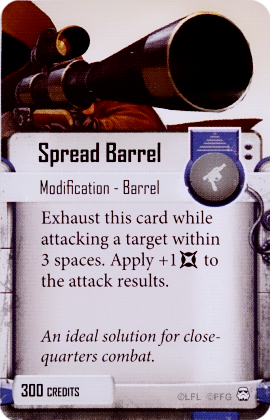 Spread Barrel
Modification - Barrel
Exhaust this card while
attacking a target within
3 spaces. Apply +1 to
the attack results.
An ideal solution for close-
quarters combat.
300 CREDITS
©LFL ©FFG